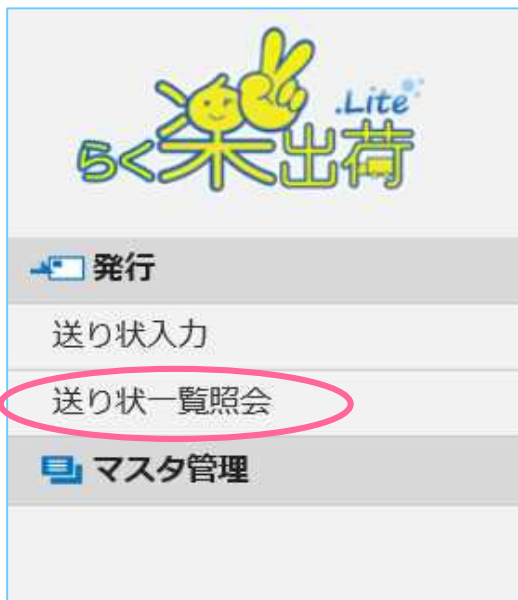 .Lite
らく楽出荷
発行
送り状入力
送り状一覧照会
マスタ管理